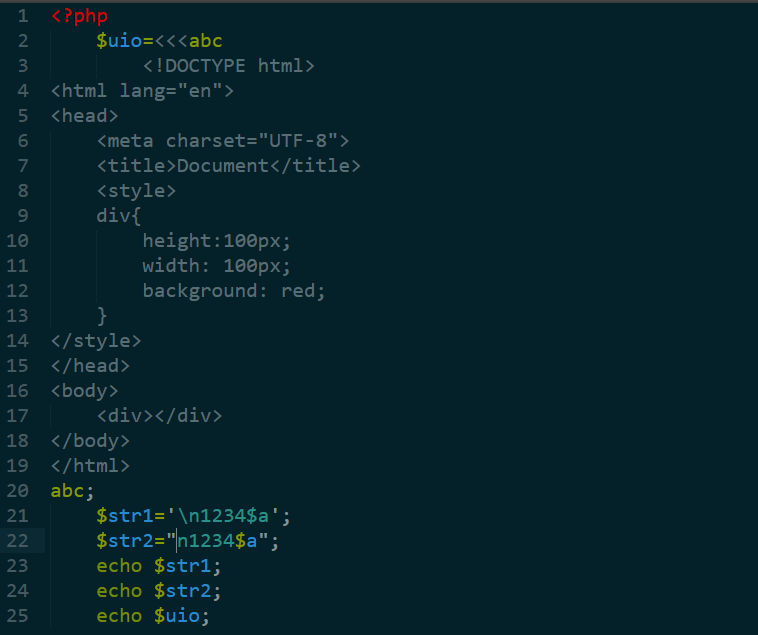 1 <?php
2     $uio=<<<abc
3         <!DOCTYPE html>
4 <html lang="en">
5 <head>
6     <meta charset="UTF-8">
7     <title>Document</title>
8     <style>
9     div{
10         height:100px;
11         width: 100px;
12         background: red;
13     }
14 </style>
15 </head>
16 <body>
17     <div></div>
18 </body>
19 </html>
20 abc;
21     $str1='\n1234$a';
22     $str2="n1234$a";
23     echo $str1;
24     echo $str2;
25     echo $uio;